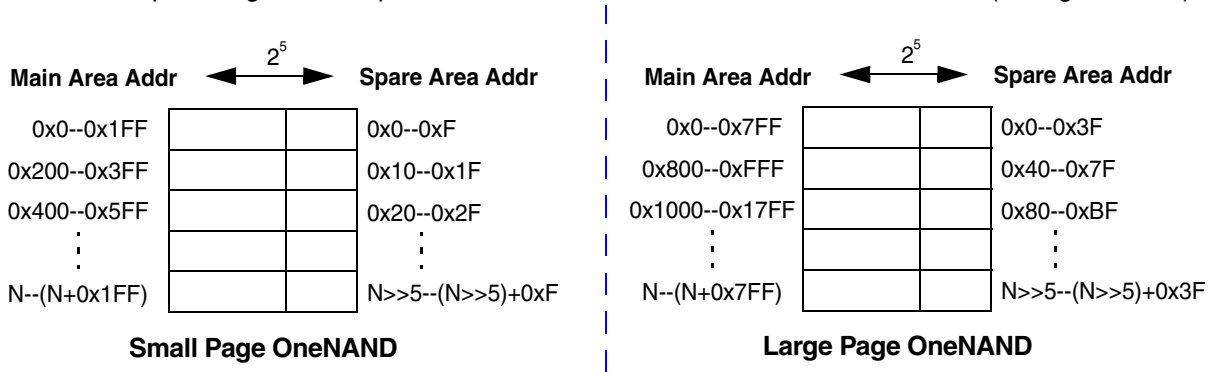 2^5
Main Area Addr Spare Area Addr
0x0--0x1FF 0x0--0xF
0x200--0x3FF 0x10--0x1F
0x400--0x5FF 0x20--0x2F
N--(N+0x1FF) N>>5--(N>>5)+0xF
Small Page OneNAND
2^5
Main Area Addr Spare Area Addr
0x0--0x7FF 0x0--0x3F
0x800--0xFFF 0x40--0x7F
0x1000--0x17FF 0x80--0xBF
N--(N+0x7FF) N>>5--(N>>5)+0x3F
Large Page OneNAND